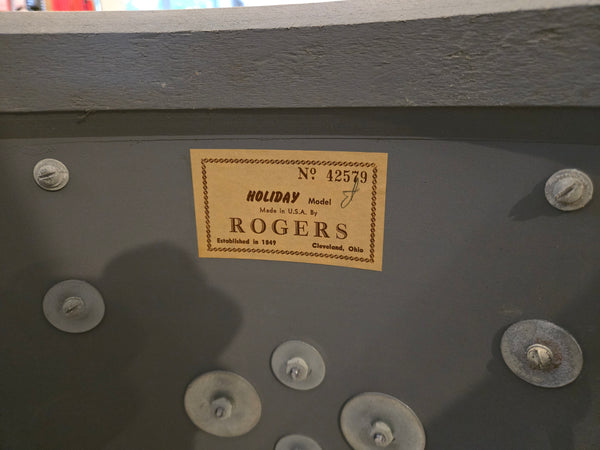 Nº 42579
HOLIDAY Model
Made in U.S.A. By
ROGERS
Established in 1849 Cleveland, Ohio